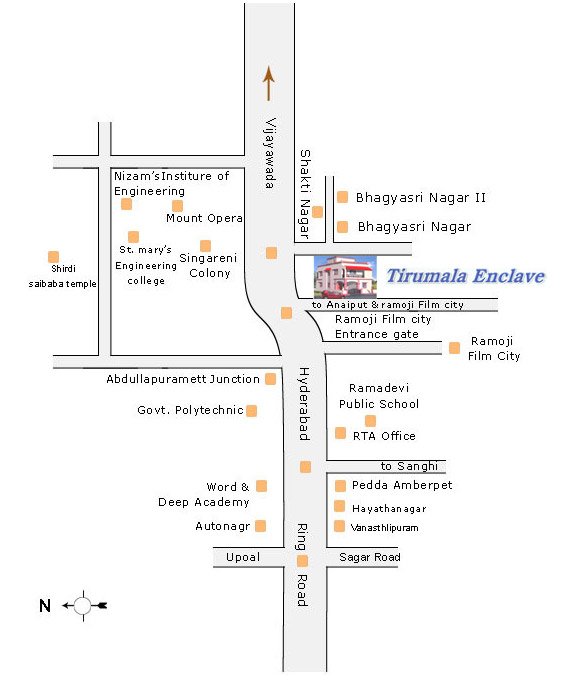 Vijayawada
Shakti Nagar
Nizam'sInstiture of
Engineering
Mount Opera
Bhagyasri Nagar II
Bhagyasri Nagar
St. mary's
Engineering
college
Singareni
Colony
Shirdi
saibaba temple
Tirumala Enclave
to Anaiput & ramoji Film city
Ramoji Film city
Entrance gate
Ramoji
Film City
Abdullapuramett Junction
Hyderabad
Ramadevi
Public School
Govt. Polytechnic
RTA Office
to Sanghi
Word &
Deep Academy
Pedda Amberpet
Hayathanagar
Autonagr
Vanasthlipuram
Ring Road
Upoal
Sagar Road
N